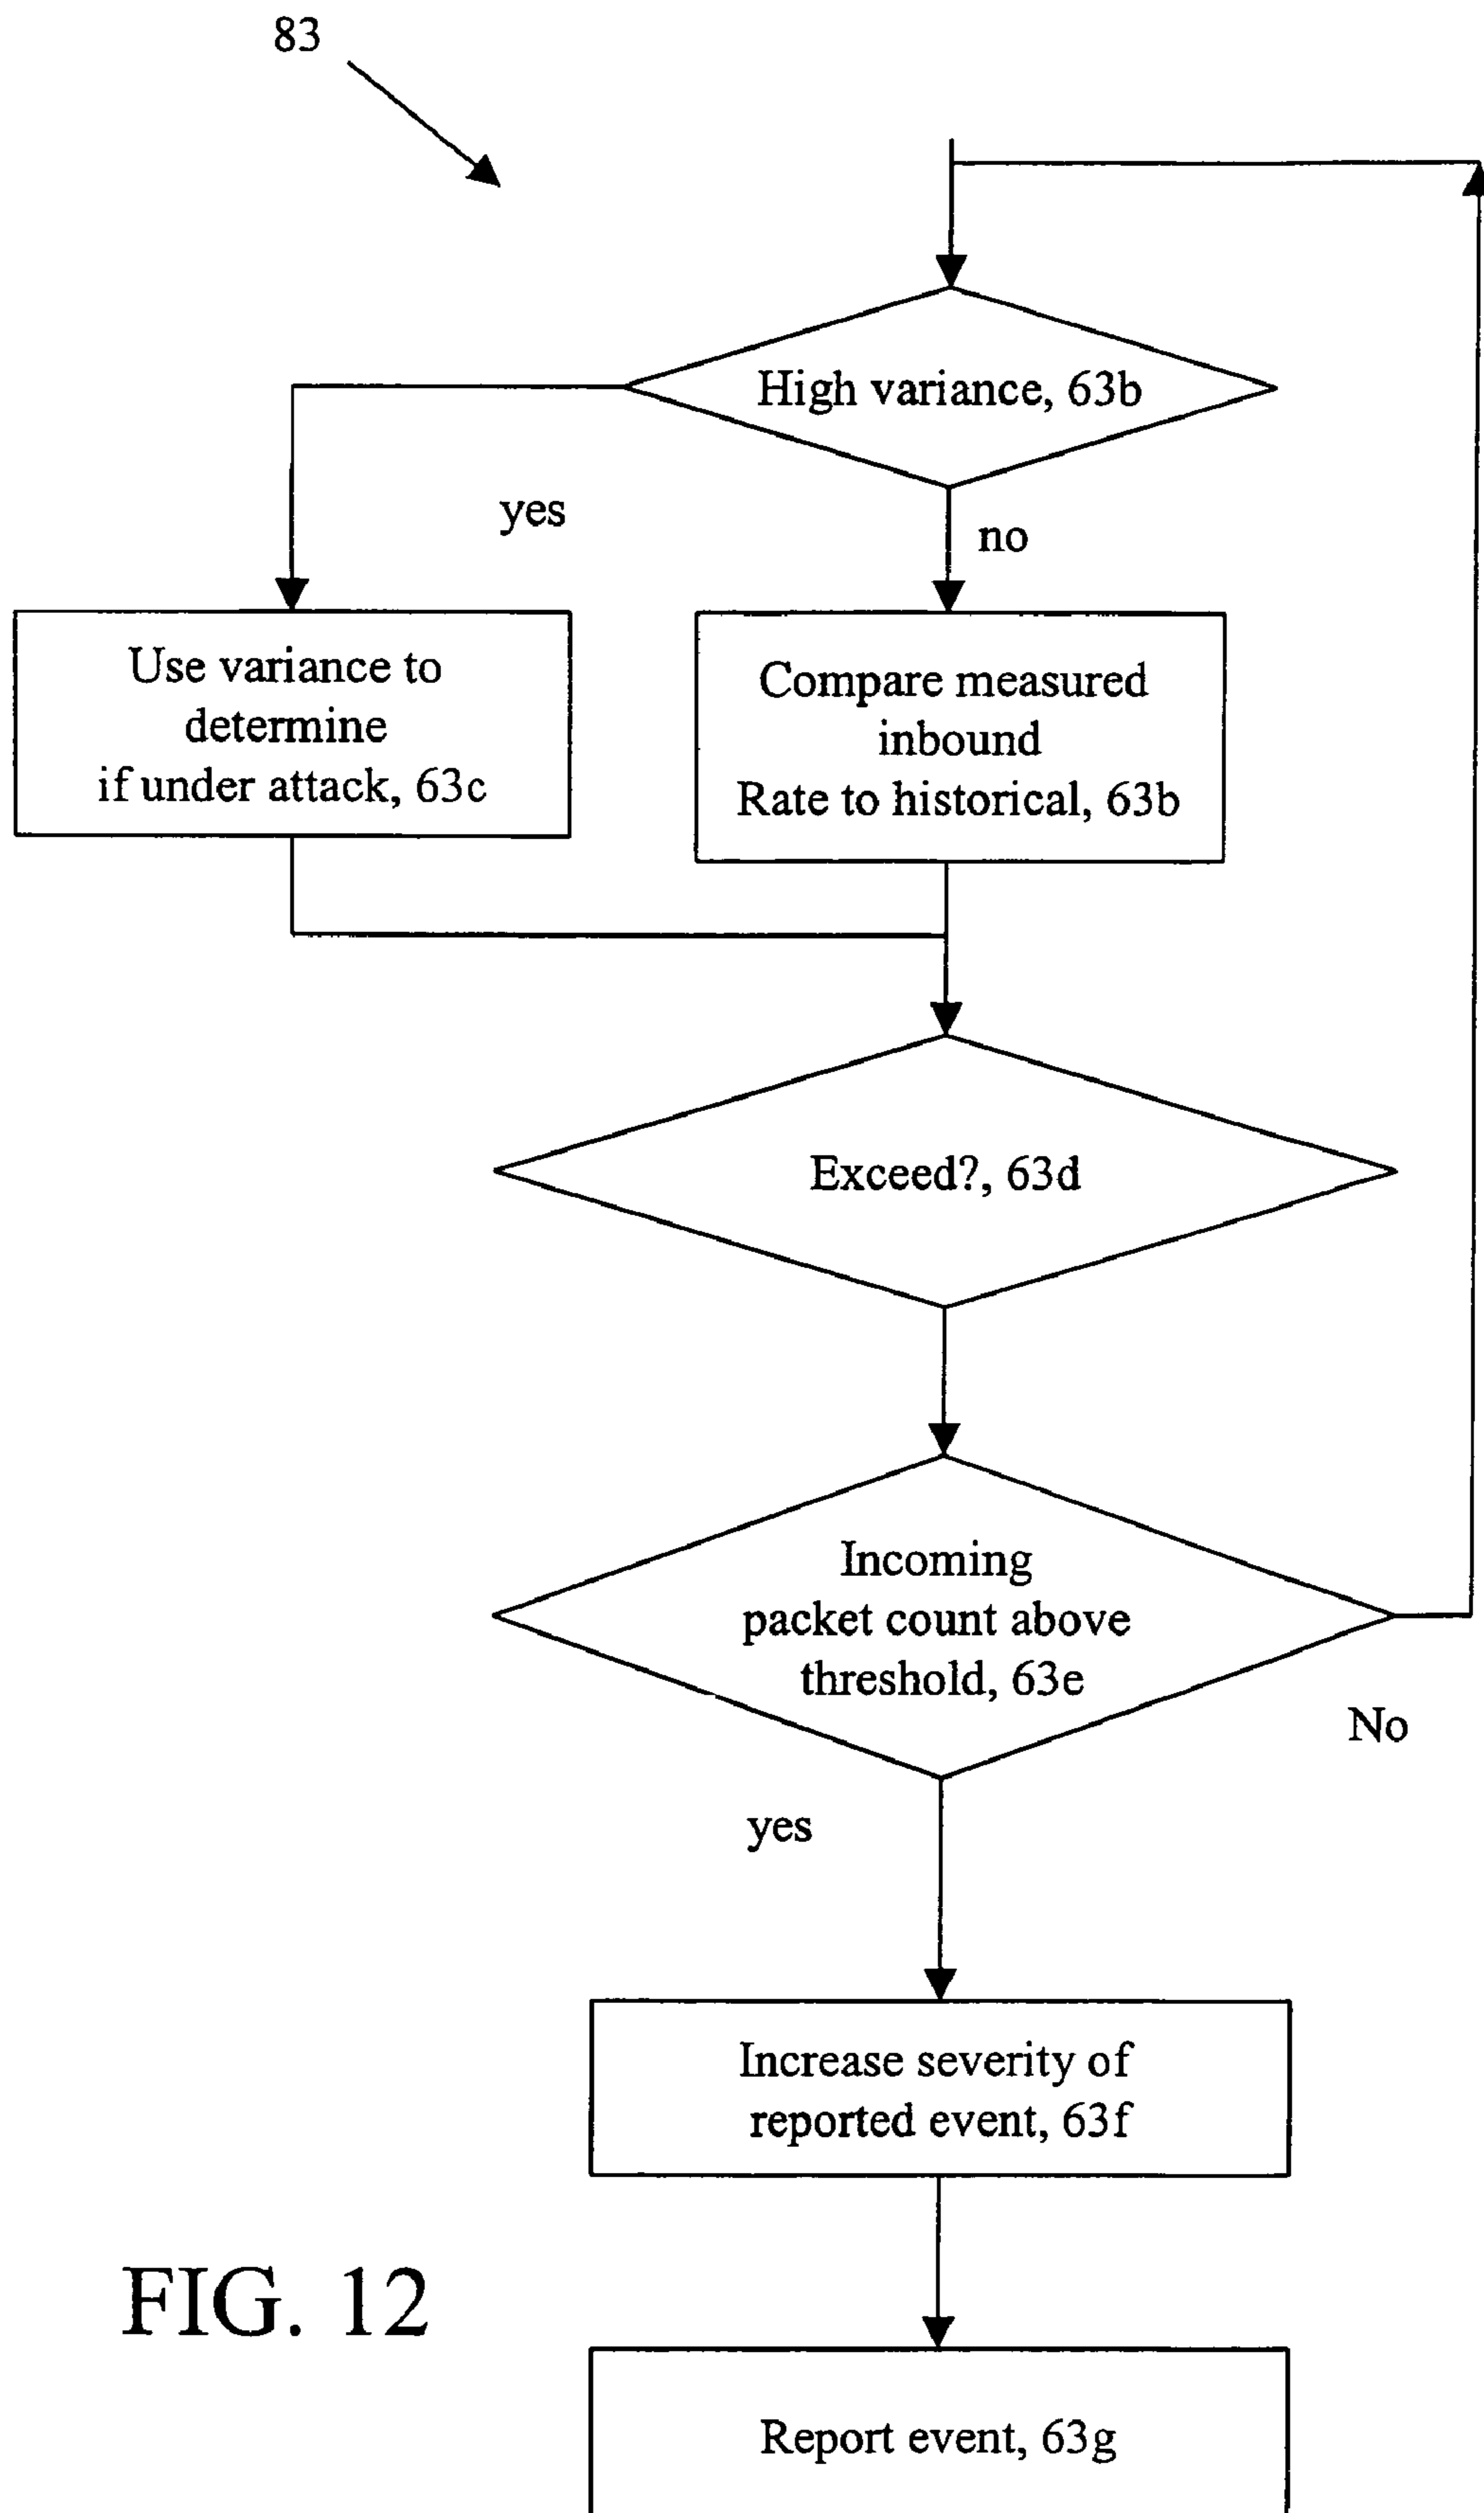 83
High variance, 63b
yes
no
Use variance to
determine
if under attack, 63c
Compare measured
inbound
Rate to historical, 63b
Exceed?, 63d
Incoming
packet count above
threshold, 63e
No
yes
Increase severity of
reported event, 63f
FIG. 12
Report event, 63g